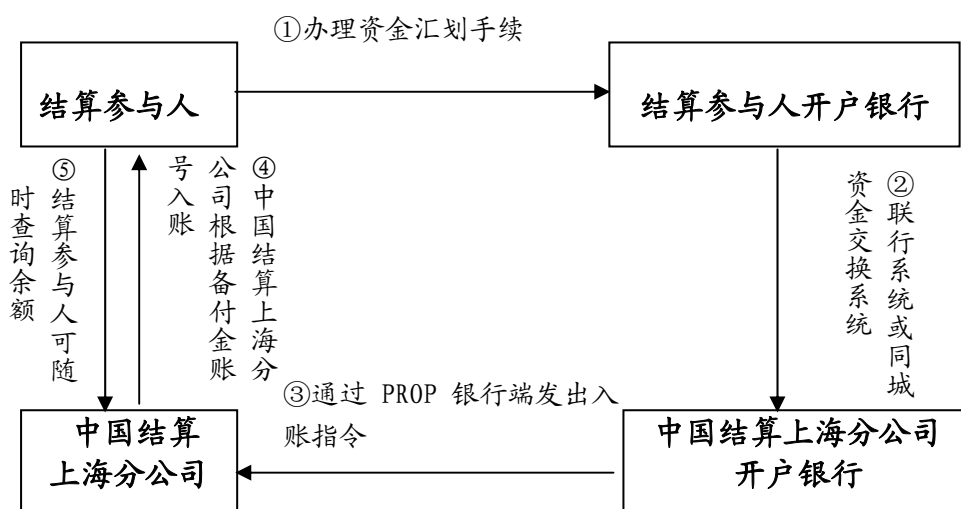 ①办理资金汇划手续
结算参与人
结算参与人开户银行
⑤结算参与人可随
时查询余额
④中国结算上海分
公司根据备付金账
号入账
②联行系统或同城
资金交换系统
③通过 PROP 银行端发出入
账指令
中国结算
上海分公司
中国结算上海分公司
开户银行